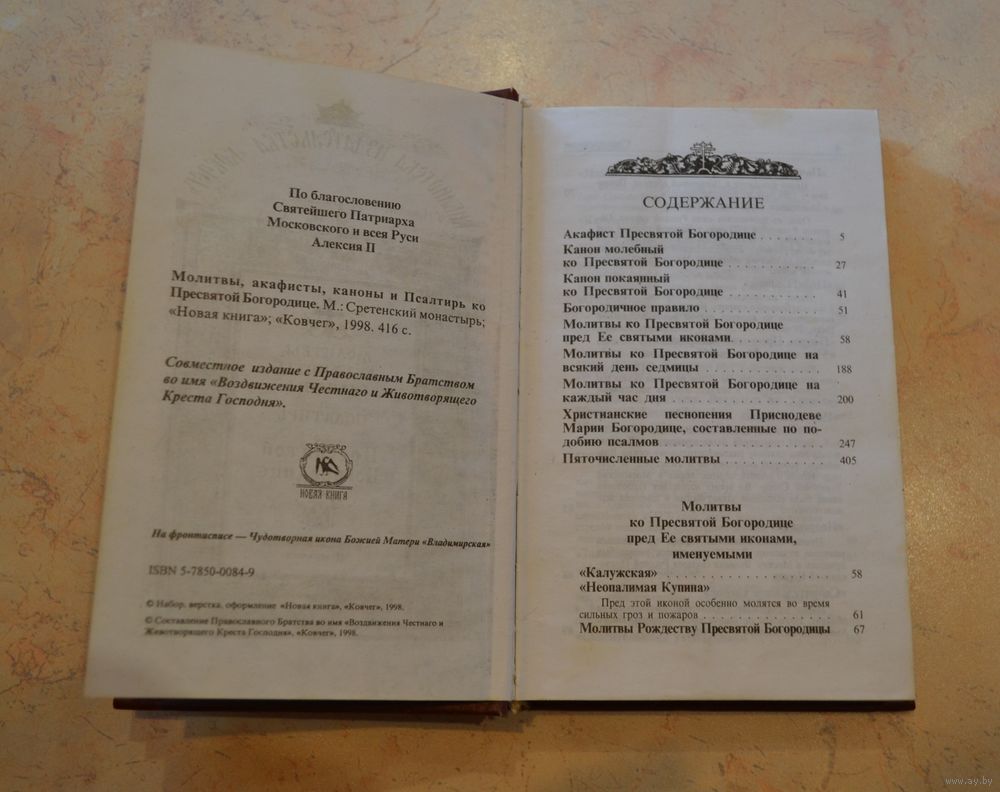 По благословению
Святейшего Патриарха
Московского и всея Руси
Алексия II
Молитвы, акафисты, каноны и Псалтирь ко
Пресвятой Богородице. М.: Сретенский монастырь;
«Новая книга»; «Ковчег», 1998. 416 с.
Совместное издание с Православным Братством
во имя «Воздвижения Честнаго и Животворящего
Креста Господня».
НОВАЯ КНИГА
На фронтисписе — Чудотворная икона Божией Матери «Владимирская»
ISBN 5-7850-0084-9
© Набор, верстка, оформление «Новая книга», «Ковчег», 1998.
© Составление Православного Братства во имя «Воздвижения Честнаго и
Животворящего Креста Господня», «Ковчег», 1998.
СОДЕРЖАНИЕ
Акафист Пресвятой Богородице . . . . . . . 5
Канон молебный
ко Пресвятой Богородице . . . . . . . . . . . 27
Канон покаянный
ко Пресвятой Богородице . . . . . . . . . . . 41
Богородичное правило . . . . . . . . . . . . . 51
Молитвы ко Пресвятой Богородице
пред Ее святыми иконами . . . . . . . . . . . 58
Молитвы ко Пресвятой Богородице на
всякий день седмицы . . . . . . . . . . . . . 188
Молитвы ко Пресвятой Богородице на
каждый час дня . . . . . . . . . . . . . . . . 200
Христианские песнопения Приснодеве
Марии Богородице, составленные по по-
добию псалмов . . . . . . . . . . . . . . . . . 247
Пяточисленные молитвы . . . . . . . . . . . 405
Молитвы
ко Пресвятой Богородице
пред Ее святыми иконами,
именуемыми
«Калужская» . . . . . . . . . . . . . . . . . . 58
«Неопалимая Купина»
Пред этой иконой особенно молятся во время
сильных гроз и пожаров . . . . . . . . . . . . . 61
Молитвы Рождеству Пресвятой Богородицы 67
www.ay.by